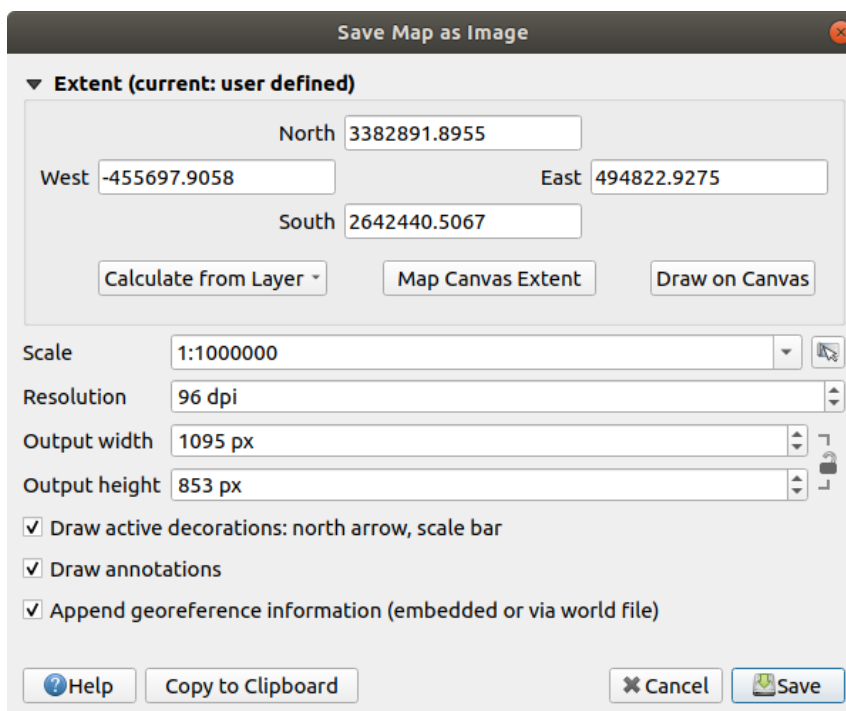 Save Map as Image
Extent (current: user defined)
North 3382891.8955
West -455697.9058 East 494822.9275
South 2642440.5067
Calculate from Layer Map Canvas Extent Draw on Canvas
Scale 1:1000000
Resolution 96 dpi
Output width 1095 px
Output height 853 px
Draw active decorations: north arrow, scale bar
Draw annotations
Append georeference information (embedded or via world file)
Help Copy to Clipboard Cancel Save